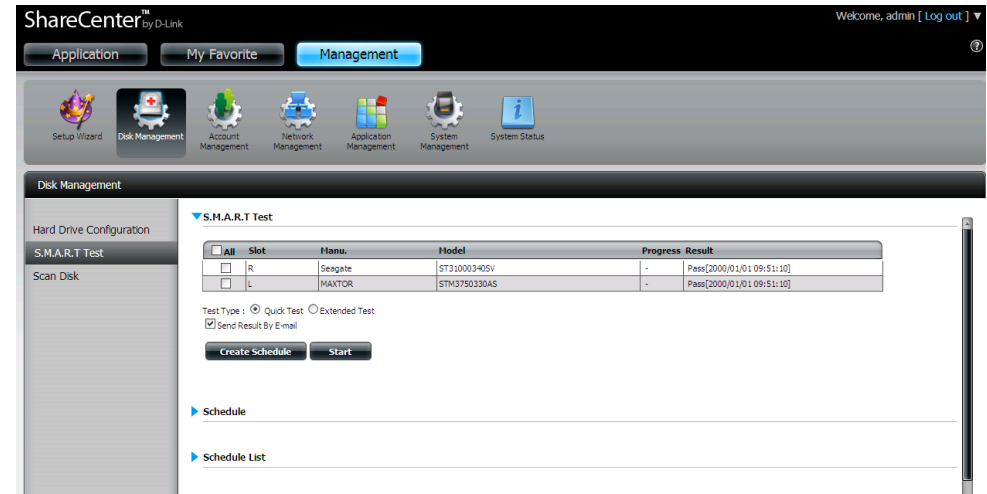 ShareCenter™ by D-Link
Welcome, admin [ Log out ] ▼
Application
My Favorite
Management
?
Setup Wizard
Disk Management
Account Management
Network Management
Application Management
System Management
System Status
Disk Management
Hard Drive Configuration
S.M.A.R.T Test
Scan Disk
S.M.A.R.T Test
All Slot Manu. Model Progress Result
R Seagate ST31000340SV - Pass[2000/01/01 09:51:10]
L MAXTOR STM3750330AS - Pass[2000/01/01 09:51:10]
Test Type : Quick Test Extended Test
Send Result By E-mail
Create Schedule
Start
Schedule
Schedule List